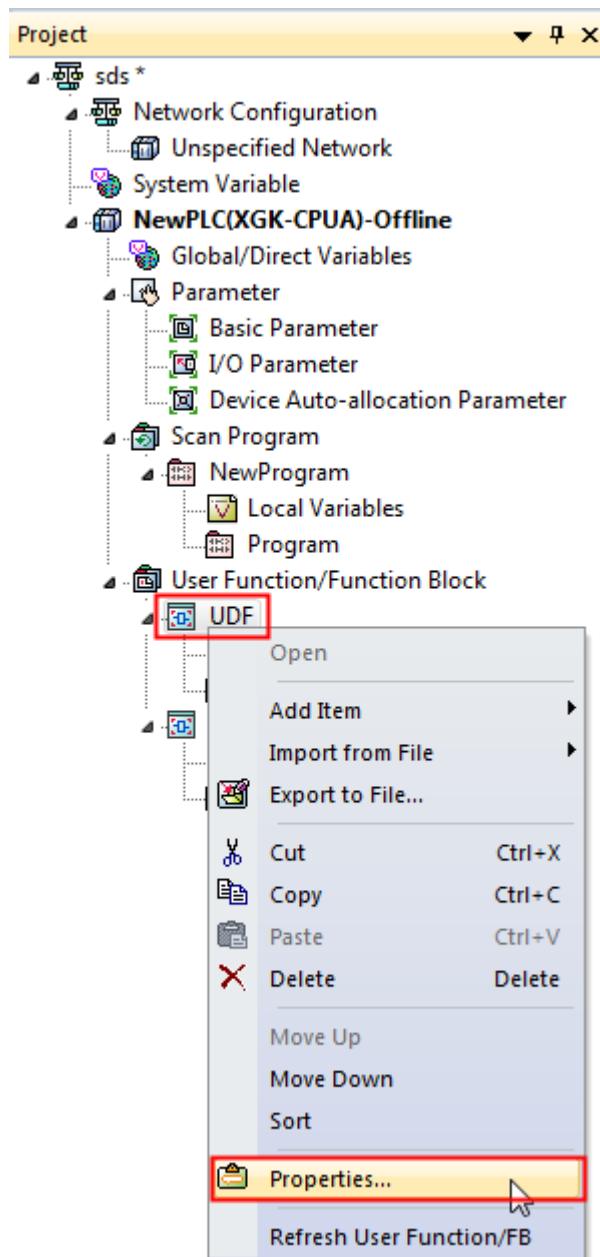 Project
sds *
Network Configuration
Unspecified Network
System Variable
NewPLC(XGK-CPUA)-Offline
Global/Direct Variables
Parameter
Basic Parameter
I/O Parameter
Device Auto-allocation Parameter
Scan Program
NewProgram
Local Variables
Program
User Function/Function Block
UDF
Open
Add Item
Import from File
Export to File...
Cut Ctrl+X
Copy Ctrl+C
Paste Ctrl+V
Delete Delete
Move Up
Move Down
Sort
Properties...
Refresh User Function/FB